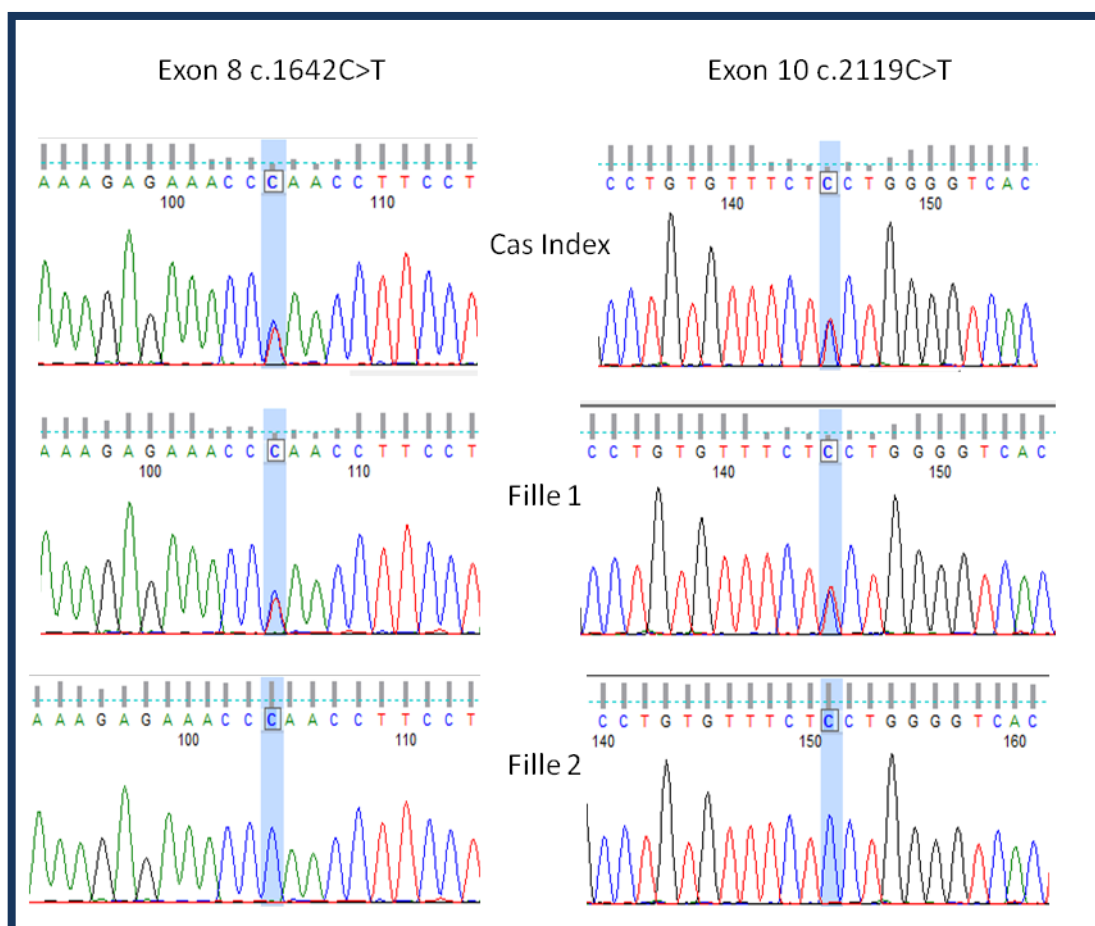 Exon 8 c.1642C>T
Exon 10 c.2119C>T
A A A G A G A A A C C C A A C C T T C C T
100 110
C C T G T G T T T C T C C T G G G G T C A C
140 150
Cas Index
A A A G A G A A A C C C A A C C T T C C T
100 110
C C T G T G T T T C T C C T G G G G T C A C
140 150
Fille 1
A A A G A G A A A C C C A A C C T T C C T
100 110
C C T G T G T T T C T C C T G G G G T C A C
140 150 160
Fille 2